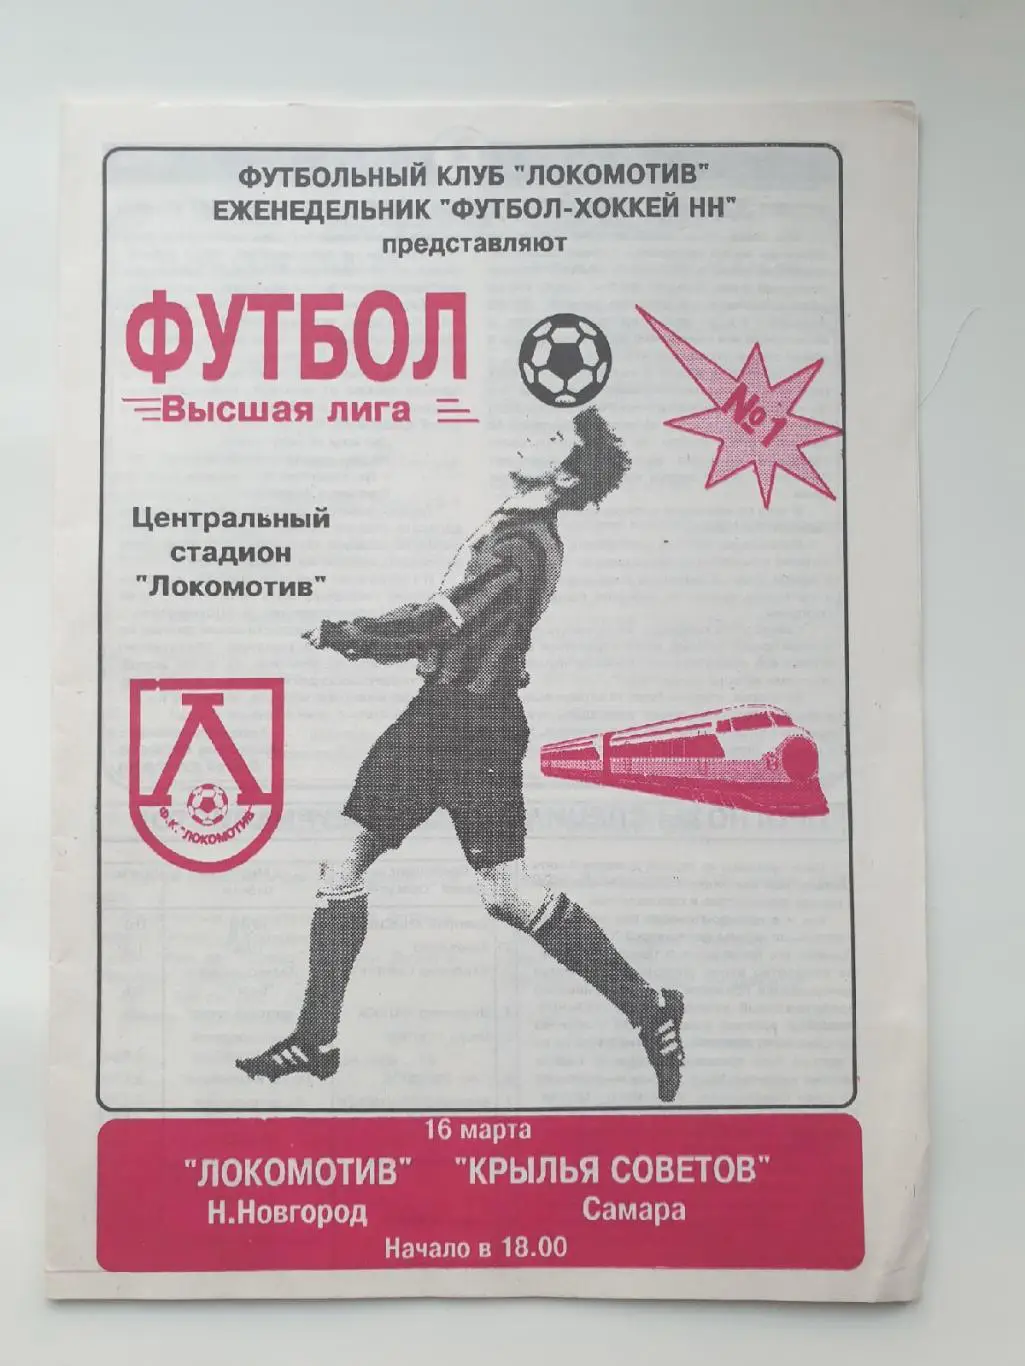 ФУТБОЛЬНЫЙ КЛУБ "ЛОКОМОТИВ"
ЕЖЕНЕДЕЛЬНИК "ФУТБОЛ-ХОККЕЙ НН"
представляют
ФУТБОЛ
Высшая лига
№1
Центральный
стадион
"Локомотив"
Л
Ф.К. "ЛОКОМОТИВ"
16 марта
"ЛОКОМОТИВ" "КРЫЛЬЯ СОВЕТОВ"
Н.Новгород Самара
Начало в 18.00